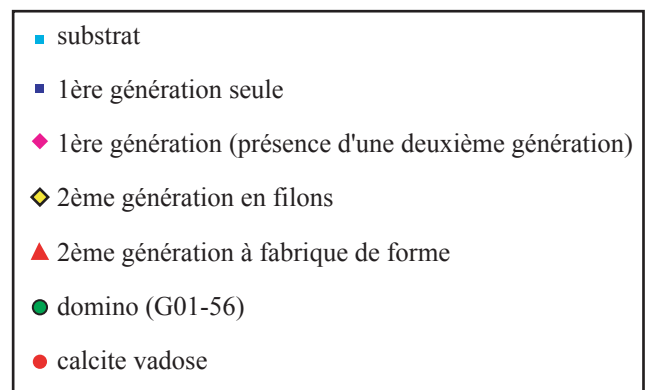 substrat
1ère génération seule
1ère génération (présence d'une deuxième génération)
2ème génération en filons
2ème génération à fabrique de forme
domino (G01-56)
calcite vadose